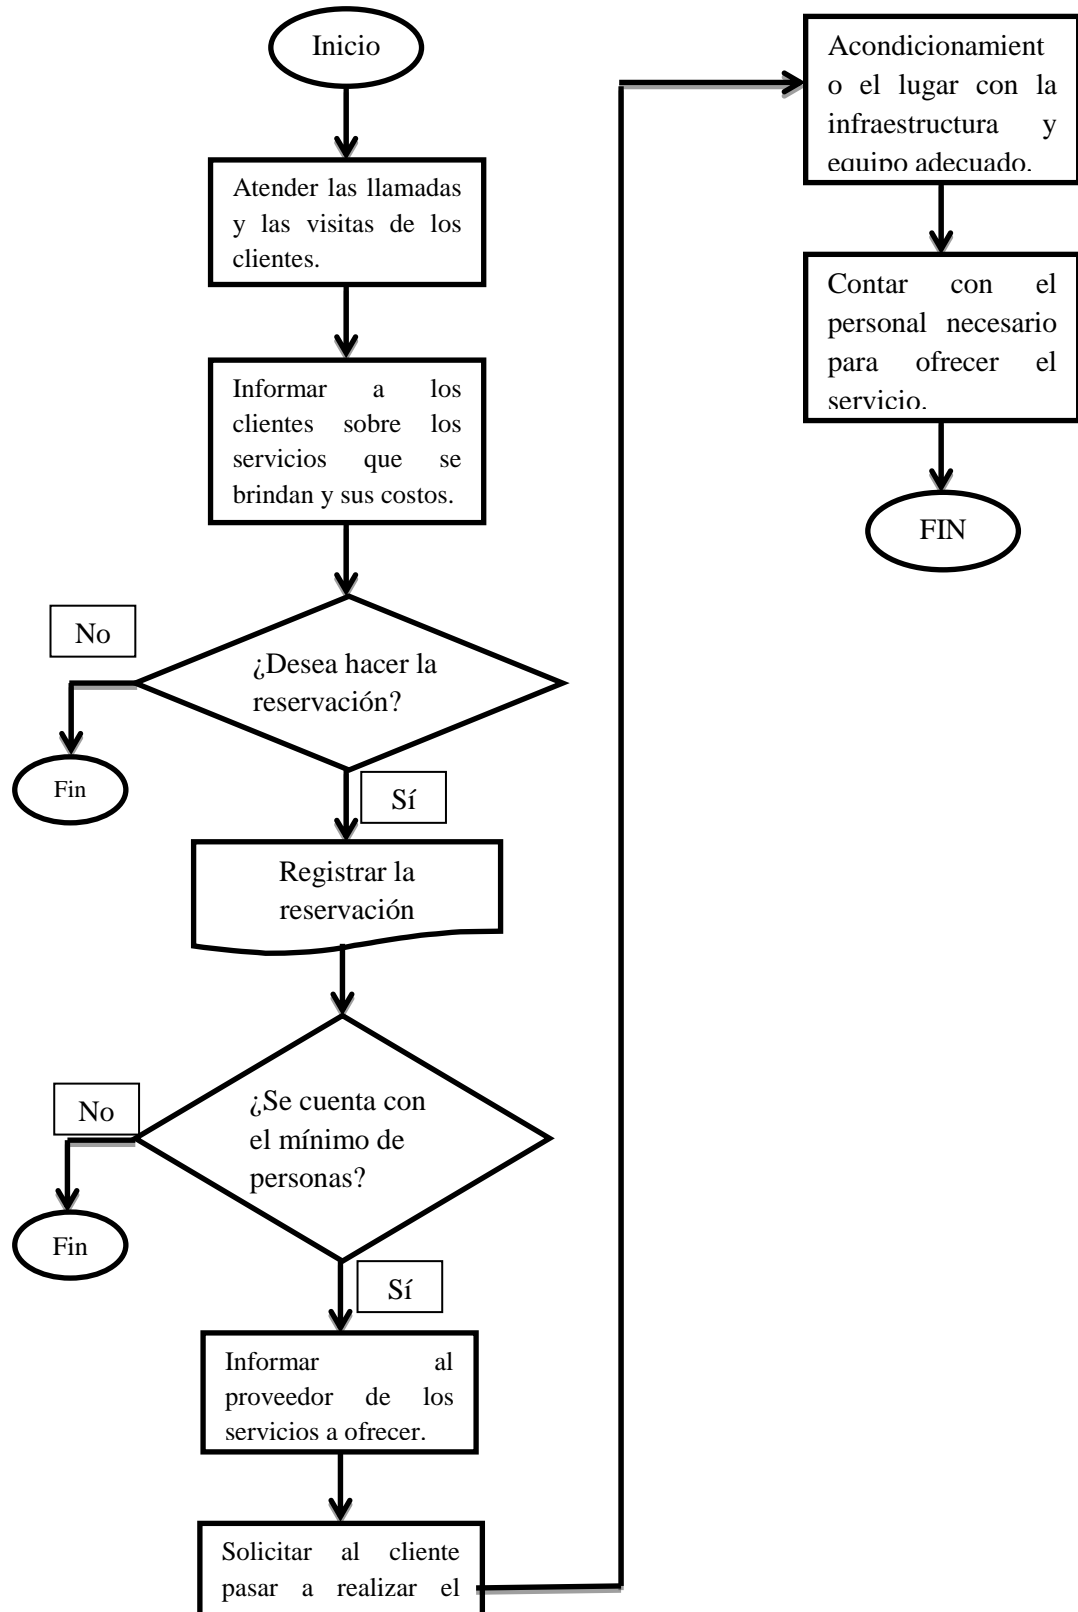 Inicio
Atender las llamadas
y las visitas de los
clientes.
Informar a los
clientes sobre los
servicios que se
brindan y sus costos.
No
¿Desea hacer la
reservación?
Fin
Sí
Registrar la
reservación
No
¿Se cuenta con
el mínimo de
personas?
Fin
Sí
Informar al
proveedor de los
servicios a ofrecer.
Solicitar al cliente
pasar a realizar el
Acondicionamient
o el lugar con la
infraestructura y
equipo adecuado.
Contar con el
personal necesario
para ofrecer el
servicio.
FIN